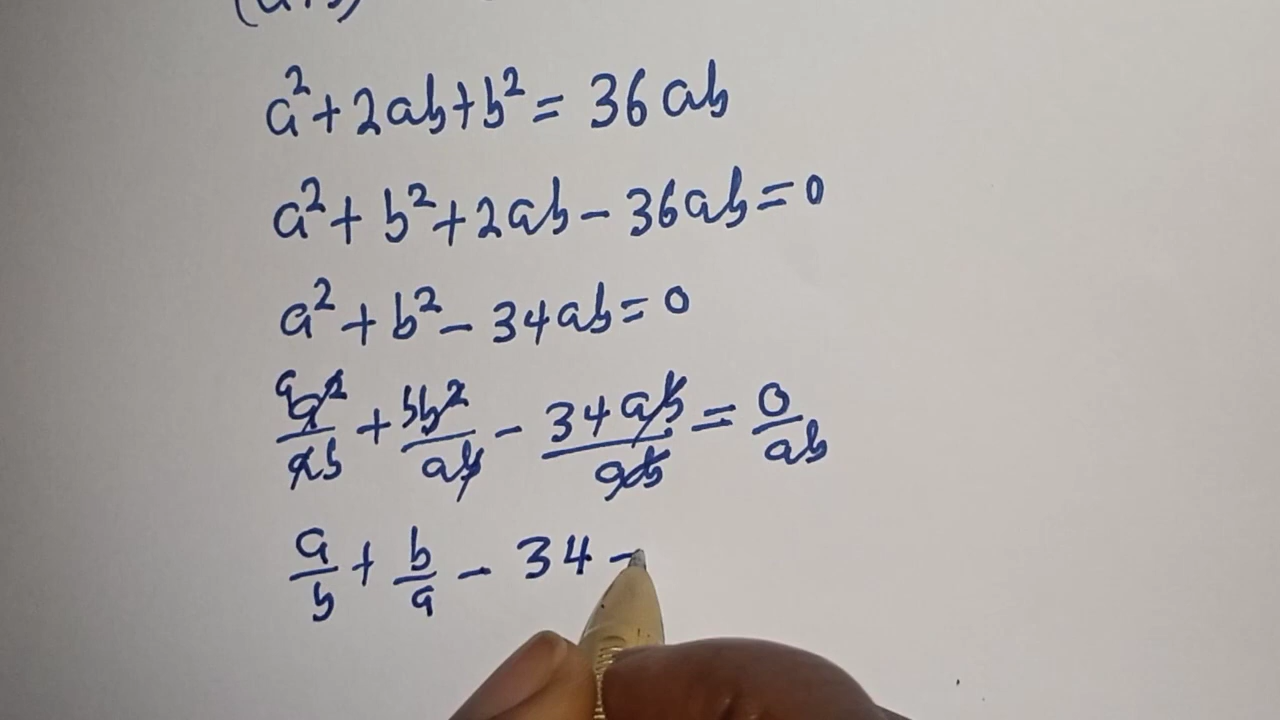 a² + 2ab + b² = 36ab
a² + b² + 2ab - 36ab = 0
a² + b² - 34ab = 0
a a²/ab + b b²/ab - 34ab/ab = 0/ab
a/b + b/a - 34 -